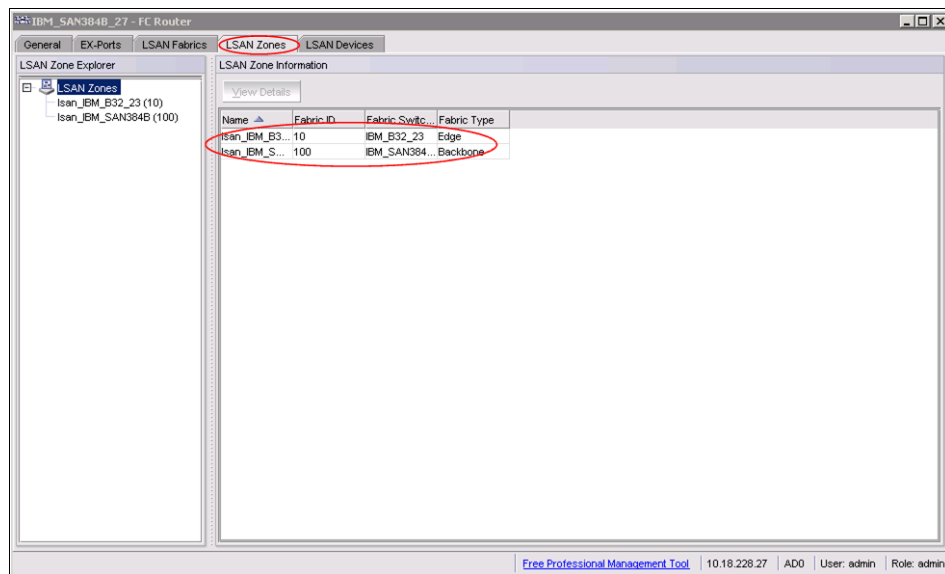 IBM_SAN384B_27 - FC Router
General EX-Ports LSAN Fabrics LSAN Zones LSAN Devices
LSAN Zone Explorer
LSAN Zones
lsan_IBM_B32_23 (10)
lsan_IBM_SAN384B (100)
LSAN Zone Information
View Details
Name Fabric ID Fabric Switc... Fabric Type
lsan_IBM_B3... 10 IBM_B32_23 Edge
lsan_IBM_S... 100 IBM_SAN384... Backbone
Free Professional Management Tool 10.18.228.27 AD0 User: admin Role: admin